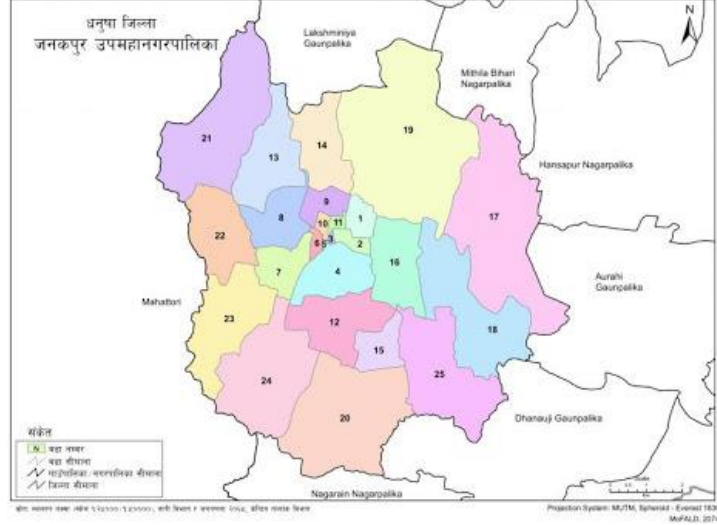 धनुषा जिल्ला
जनकपुर उपमहानगरपालिका
N
Lakshminiya
Gaunpalika
Mithila Bihari
Nagarpalika
19
14
21
13
Hansapur Nagarpalika
17
9
8
1
10
11
22
2
6
3
5
16
7
4
Aurahi
Gaunpalika
Mahattori
23
12
18
15
25
24
20
Dhanauji Gaunpalika
संकेत
N वडा नम्बर
वडा सीमाना
गाउँपालिका/नगरपालिका सीमाना
जिल्ला सीमाना
Nagarain Nagarpalika
Projection System: MUTM, Spheroid - Everest
MoFALD,